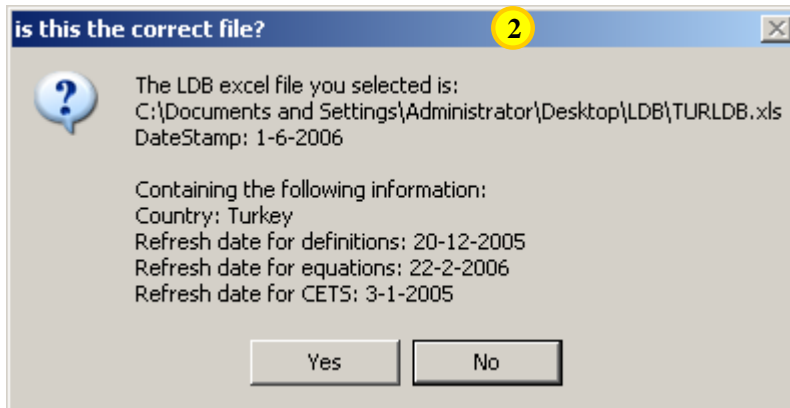 is this the correct file?
2
The LDB excel file you selected is:
C:\Documents and Settings\Administrator\Desktop\LDB\TURLDB.xls
DateStamp: 1-6-2006
Containing the following information:
Country: Turkey
Refresh date for definitions: 20-12-2005
Refresh date for equations: 22-2-2006
Refresh date for CETS: 3-1-2005
Yes
No